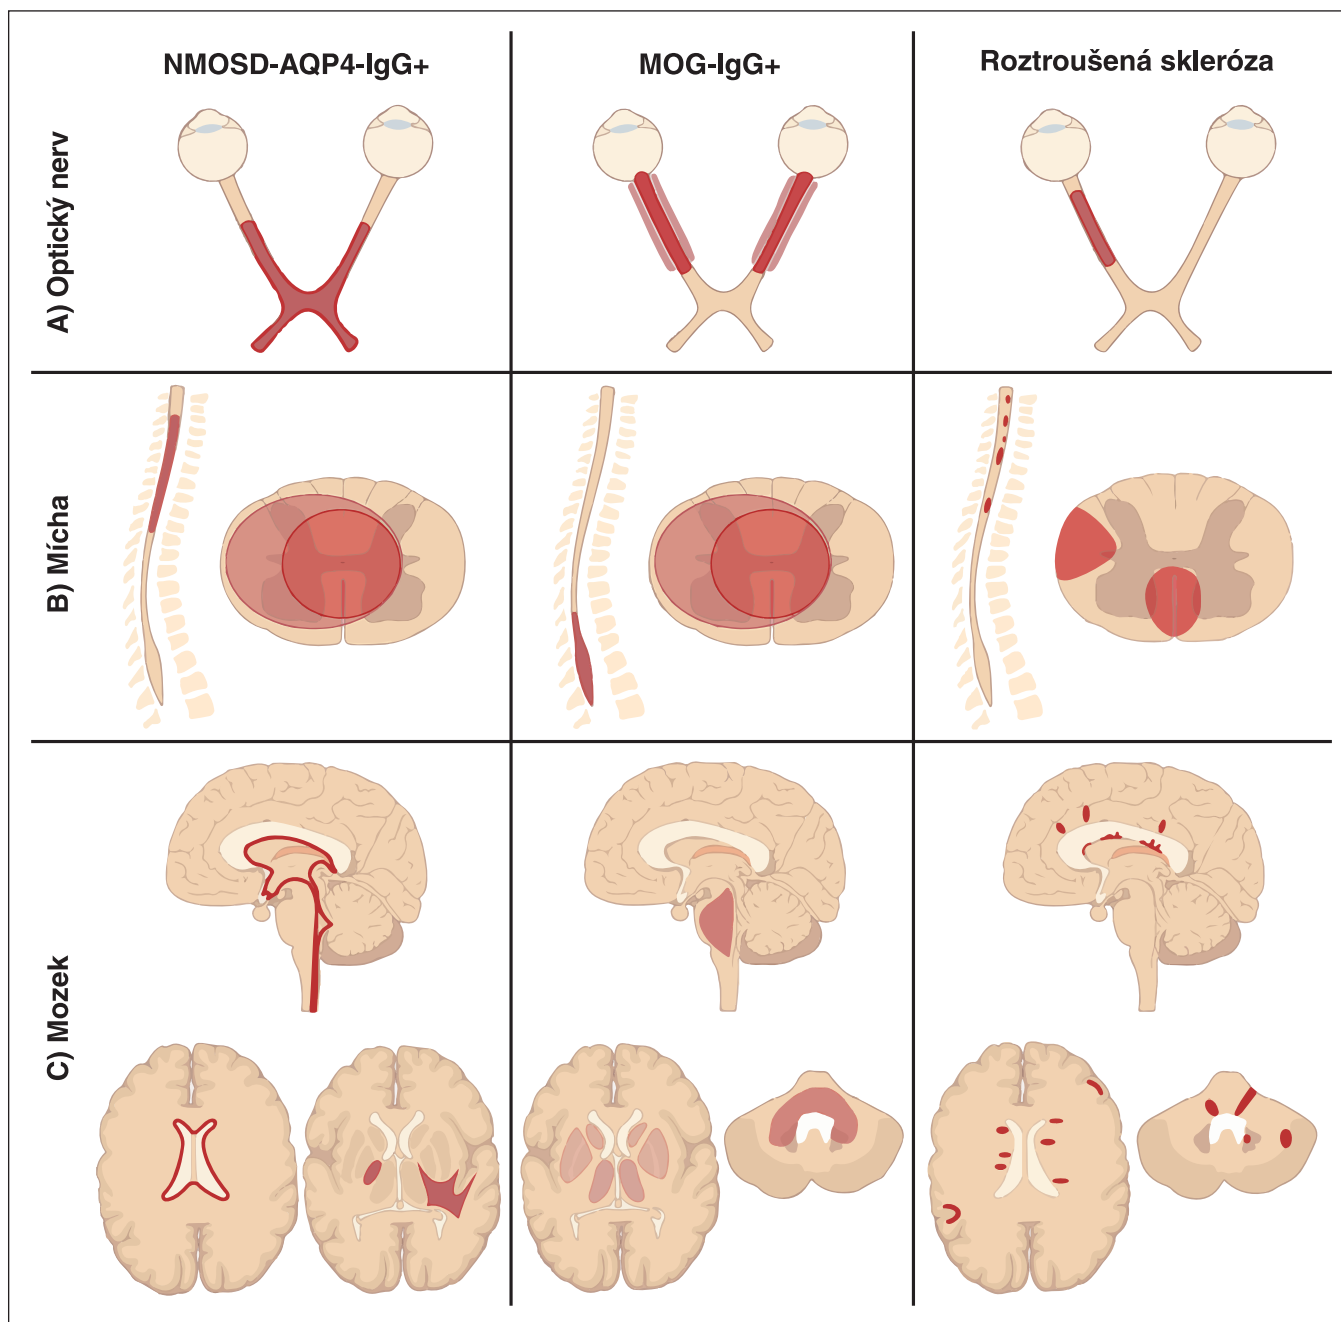 NMOSD-AQP4-IgG+
MOG-IgG+
Roztroušená skleróza
A) Optický nerv
B) Mícha
C) Mozek